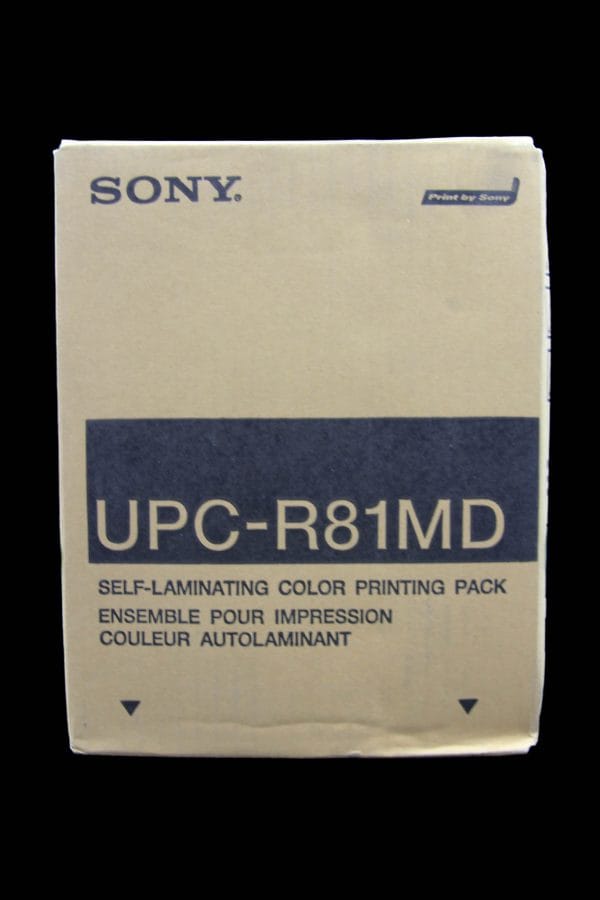 SONY®
Print by Sony
UPC-R81MD
SELF-LAMINATING COLOR PRINTING PACK
ENSEMBLE POUR IMPRESSION
COULEUR AUTOLAMINANT